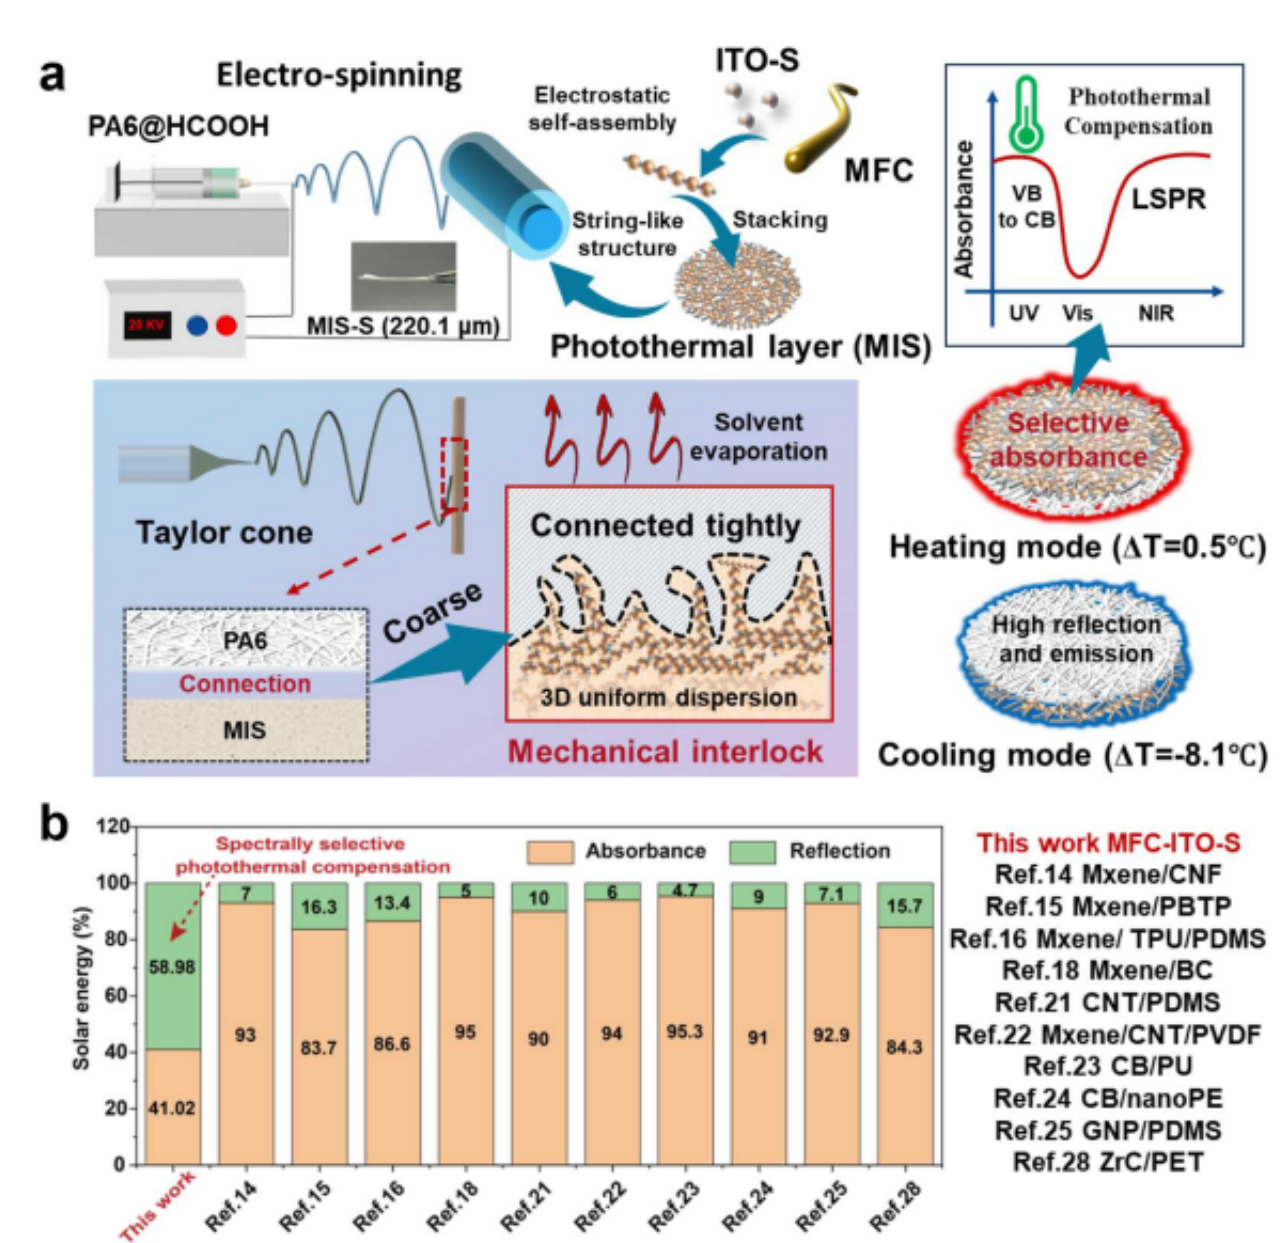 a
Electro-spinning
PA6@HCOOH
20 KV
MIS-S (220.1 μm)
ITO-S
Electrostatic
self-assembly
MFC
String-like
structure
Stacking
Photothermal layer (MIS)
Photothermal
Compensation
Absorbance
VB
to CB
LSPR
UV Vis NIR
Selective
absorbance
Heating mode (ΔT=0.5℃)
High reflection
and emission
Cooling mode (ΔT=-8.1℃)
Taylor cone
Solvent
evaporation
Coarse
PA6
Connection
MIS
Connected tightly
3D uniform dispersion
Mechanical interlock
b
Spectrally selective
photothermal compensation
Absorbance Reflection
Solar energy (%)
120
100
80
60
40
20
0
58.98 7 16.3 13.4 5 10 6 4.7 9 7.1 15.7
41.02 93 83.7 86.6 95 90 94 95.3 91 92.9 84.3
This work Ref.14 Ref.15 Ref.16 Ref.18 Ref.21 Ref.22 Ref.23 Ref.24 Ref.25 Ref.28
This work MFC-ITO-S
Ref.14 Mxene/CNF
Ref.15 Mxene/PBTP
Ref.16 Mxene/ TPU/PDMS
Ref.18 Mxene/BC
Ref.21 CNT/PDMS
Ref.22 Mxene/CNT/PVDF
Ref.23 CB/PU
Ref.24 CB/nanoPE
Ref.25 GNP/PDMS
Ref.28 ZrC/PET